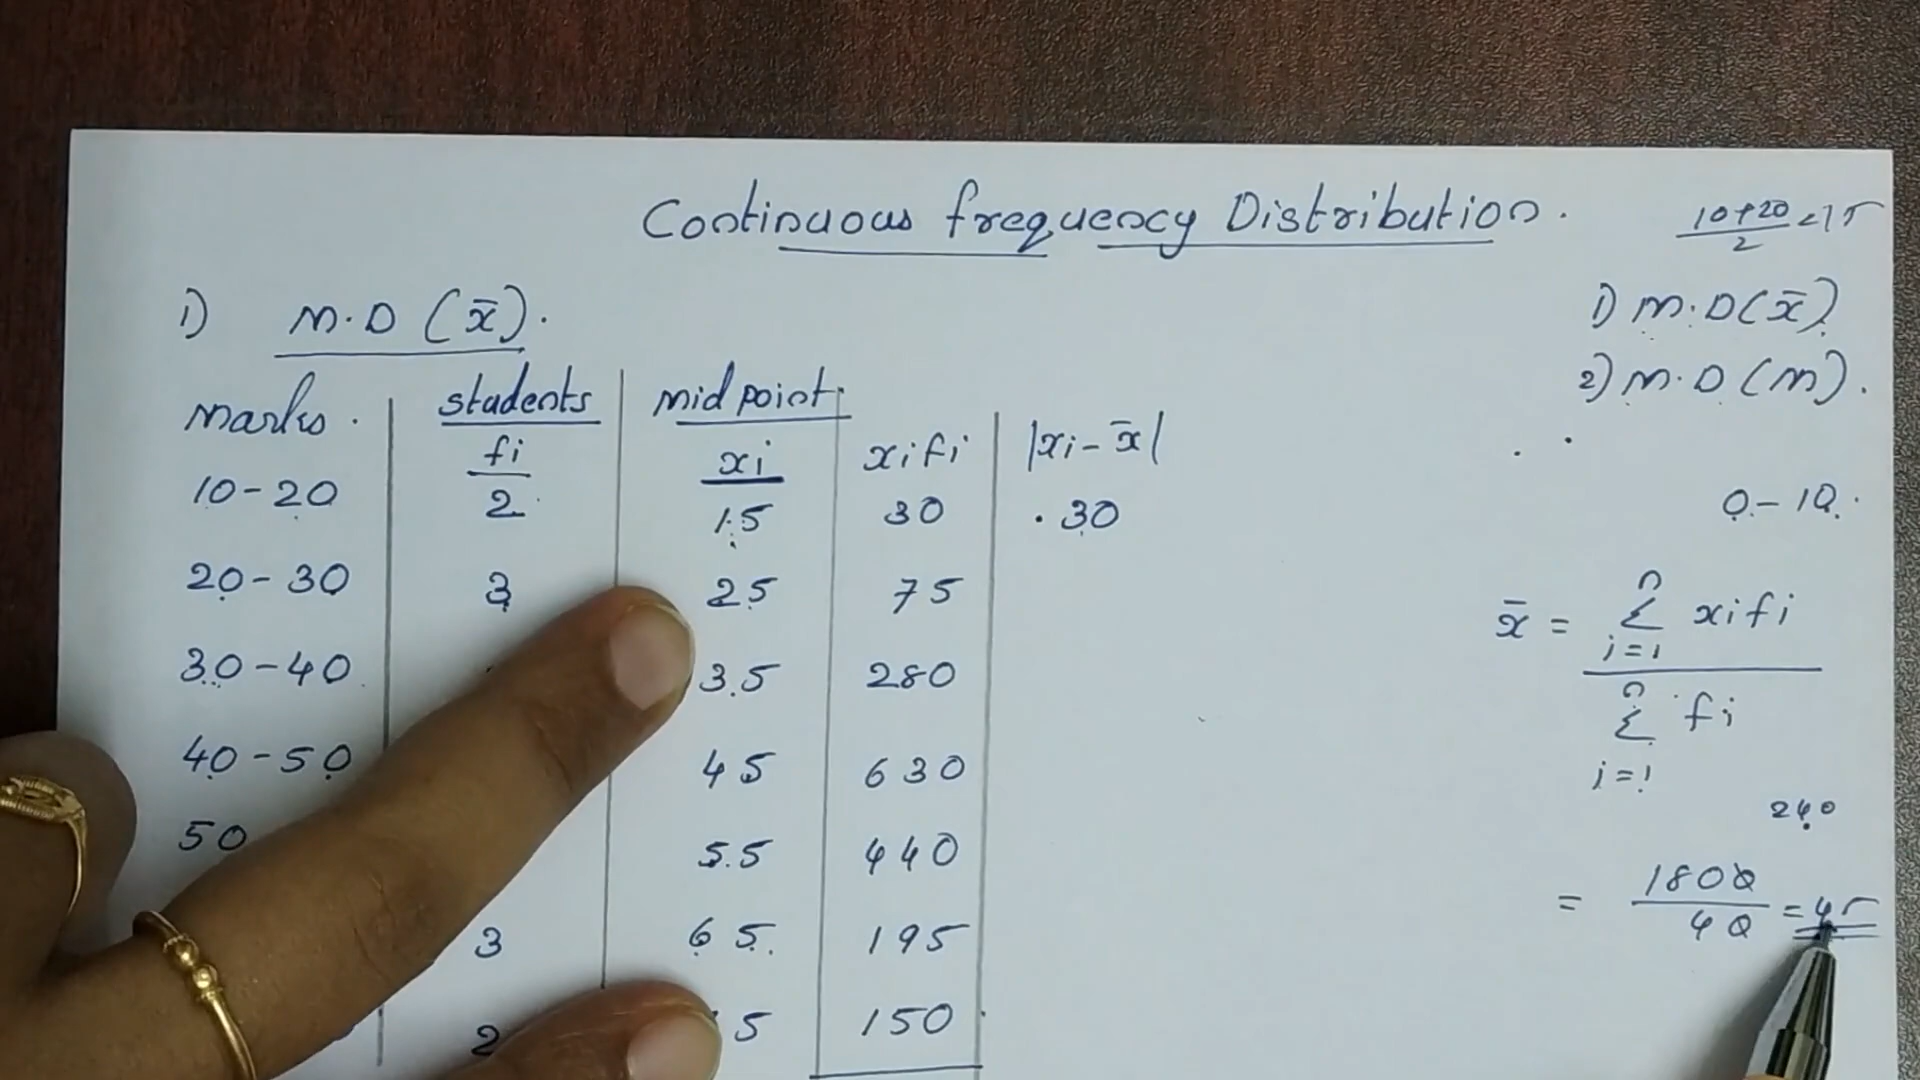 Continuous frequency Distribution.
10+20/2 = 15
1) M.D (x̄).
1) M.D (x̄)
2) M.D (M).
marks. students midpoint.
fi xi xifi |xi - x̄|
10-20 2 15 30 30
20-30 3 25 75
30-40 35 280
40-50 45 630
50 55 440
3 65 195
2 5 150
0-10.
x̄ = Σ xifi
n
i=1
Σ fi
n
i=1
240
= 1800/40 = 45